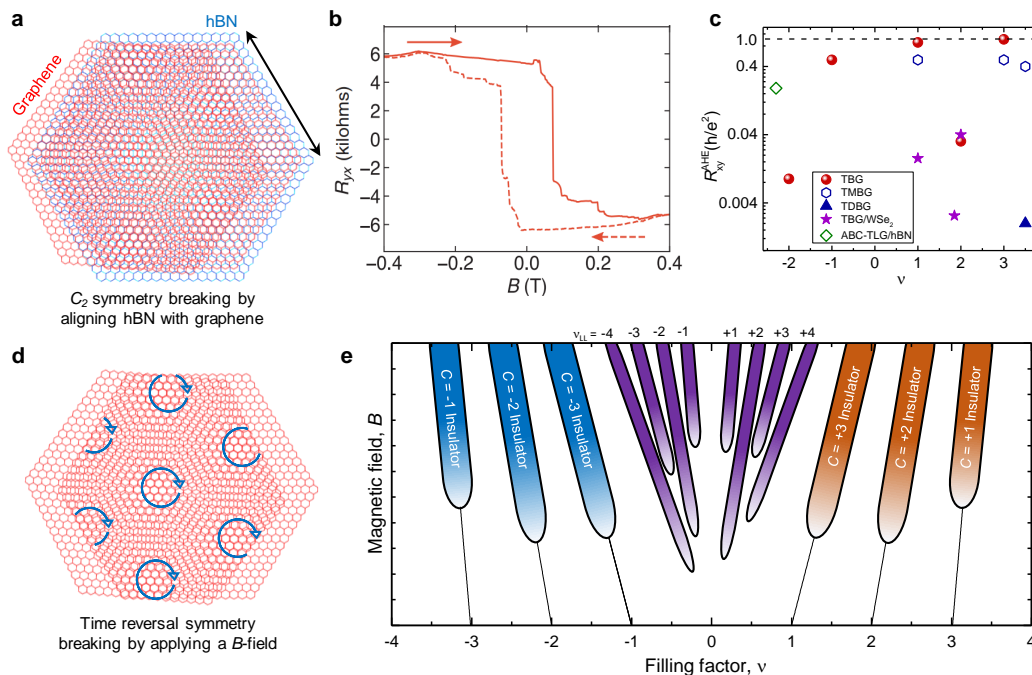 a
hBN
Graphene
C₂ symmetry breaking by
aligning hBN with graphene
b
6
4
2
0
−2
−4
−6
Ryx (kilohms)
−0.4
−0.2
0.0
0.2
0.4
B (T)
c
1.0
0.4
0.04
0.004
R_xy^AHE (h/e²)
TBG
TMBG
TDBG
TBG/WSe₂
ABC-TLG/hBN
-2
-1
0
1
2
3
ν
d
Time reversal symmetry
breaking by applying a B-field
e
ν_LL = -4
-3
-2
-1
+1
+2
+3
+4
C = -1 Insulator
C = -2 Insulator
C = -3 Insulator
C = +3 Insulator
C = +2 Insulator
C = +1 Insulator
Magnetic field, B
-4
-3
-2
-1
0
1
2
3
4
Filling factor, ν